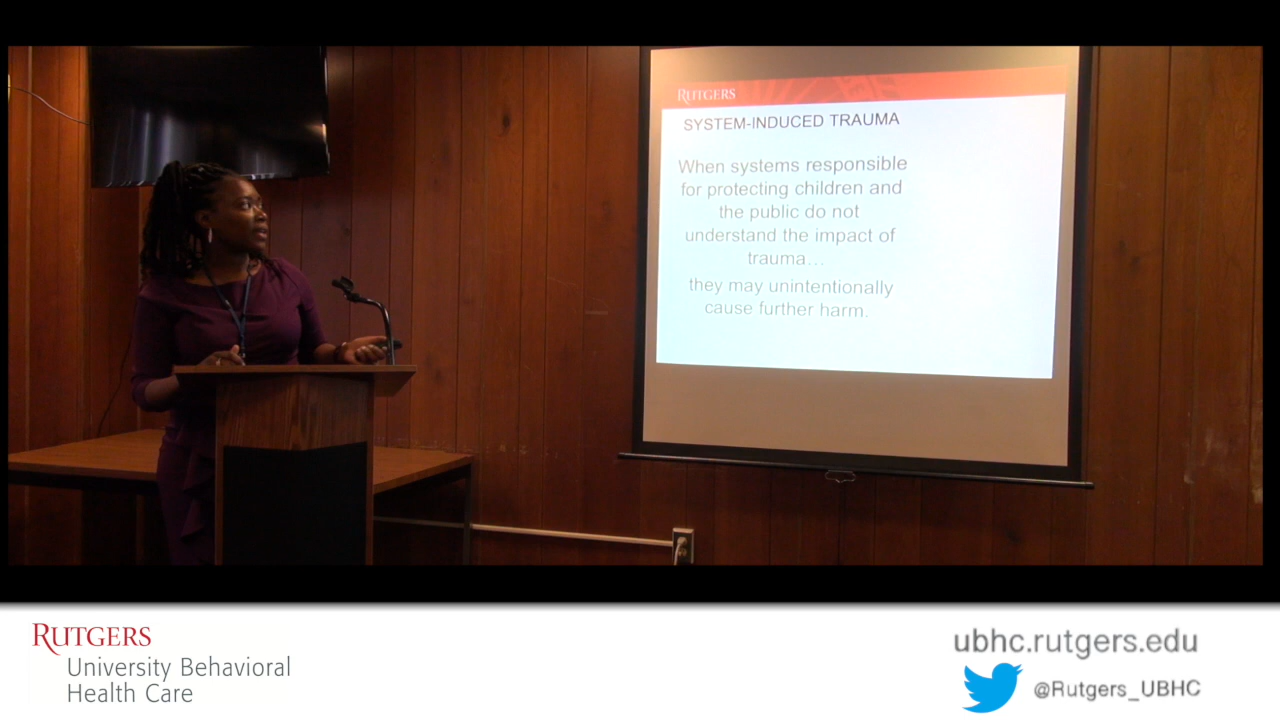 RUTGERS
SYSTEM-INDUCED TRAUMA
When systems responsible
for protecting children and
the public do not
understand the impact of
trauma…
they may unintentionally
cause further harm.
RUTGERS
University Behavioral
Health Care
ubhc.rutgers.edu
@Rutgers_UBHC